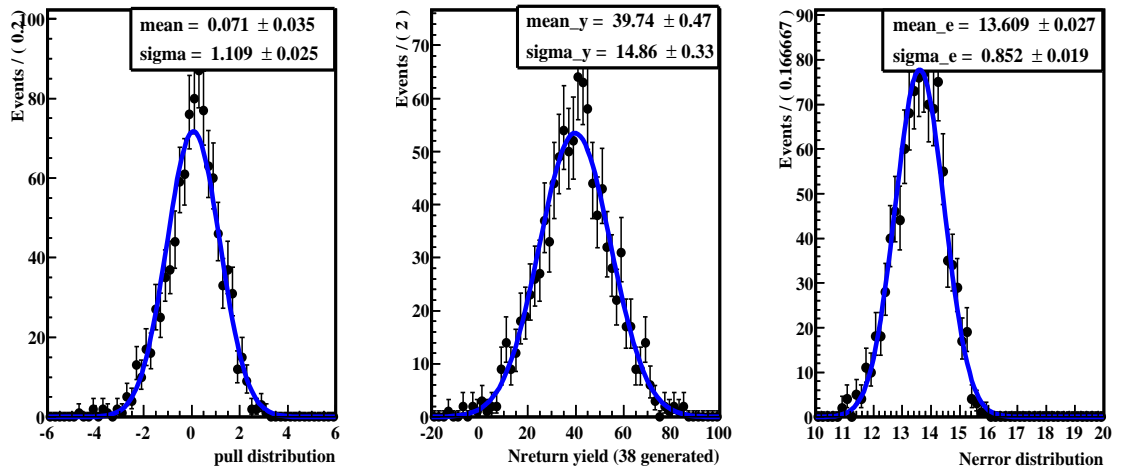 mean = 0.071 ± 0.035
sigma = 1.109 ± 0.025
Events / ( 0.2 )
100
80
60
40
20
0
-6 -4 -2 0 2 4 6
pull distribution
mean_y = 39.74 ± 0.47
sigma_y = 14.86 ± 0.33
Events / ( 2 )
70
60
50
40
30
20
10
0
-20 0 20 40 60 80 100
Nreturn yield (38 generated)
mean_e = 13.609 ± 0.027
sigma_e = 0.852 ± 0.019
Events / ( 0.166667 )
90
80
70
60
50
40
30
20
10
0
10 11 12 13 14 15 16 17 18 19 20
Nerror distribution